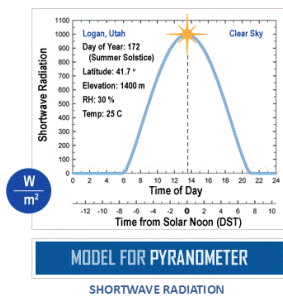 Logan, Utah
Clear Sky
Day of Year: 172
(Summer Solstice)
Latitude: 41.7 °
Elevation: 1400 m
RH: 30 %
Temp: 25 C
Shortwave Radiation
1100
1000
900
800
700
600
500
400
300
200
100
0
0 2 4 6 8 10 12 14 16 18 20 22 24
Time of Day
W
m²
-12 -10 -8 -6 -4 -2 0 2 4 6 8 10
Time from Solar Noon (DST)
MODEL FOR PYRANOMETER
SHORTWAVE RADIATION